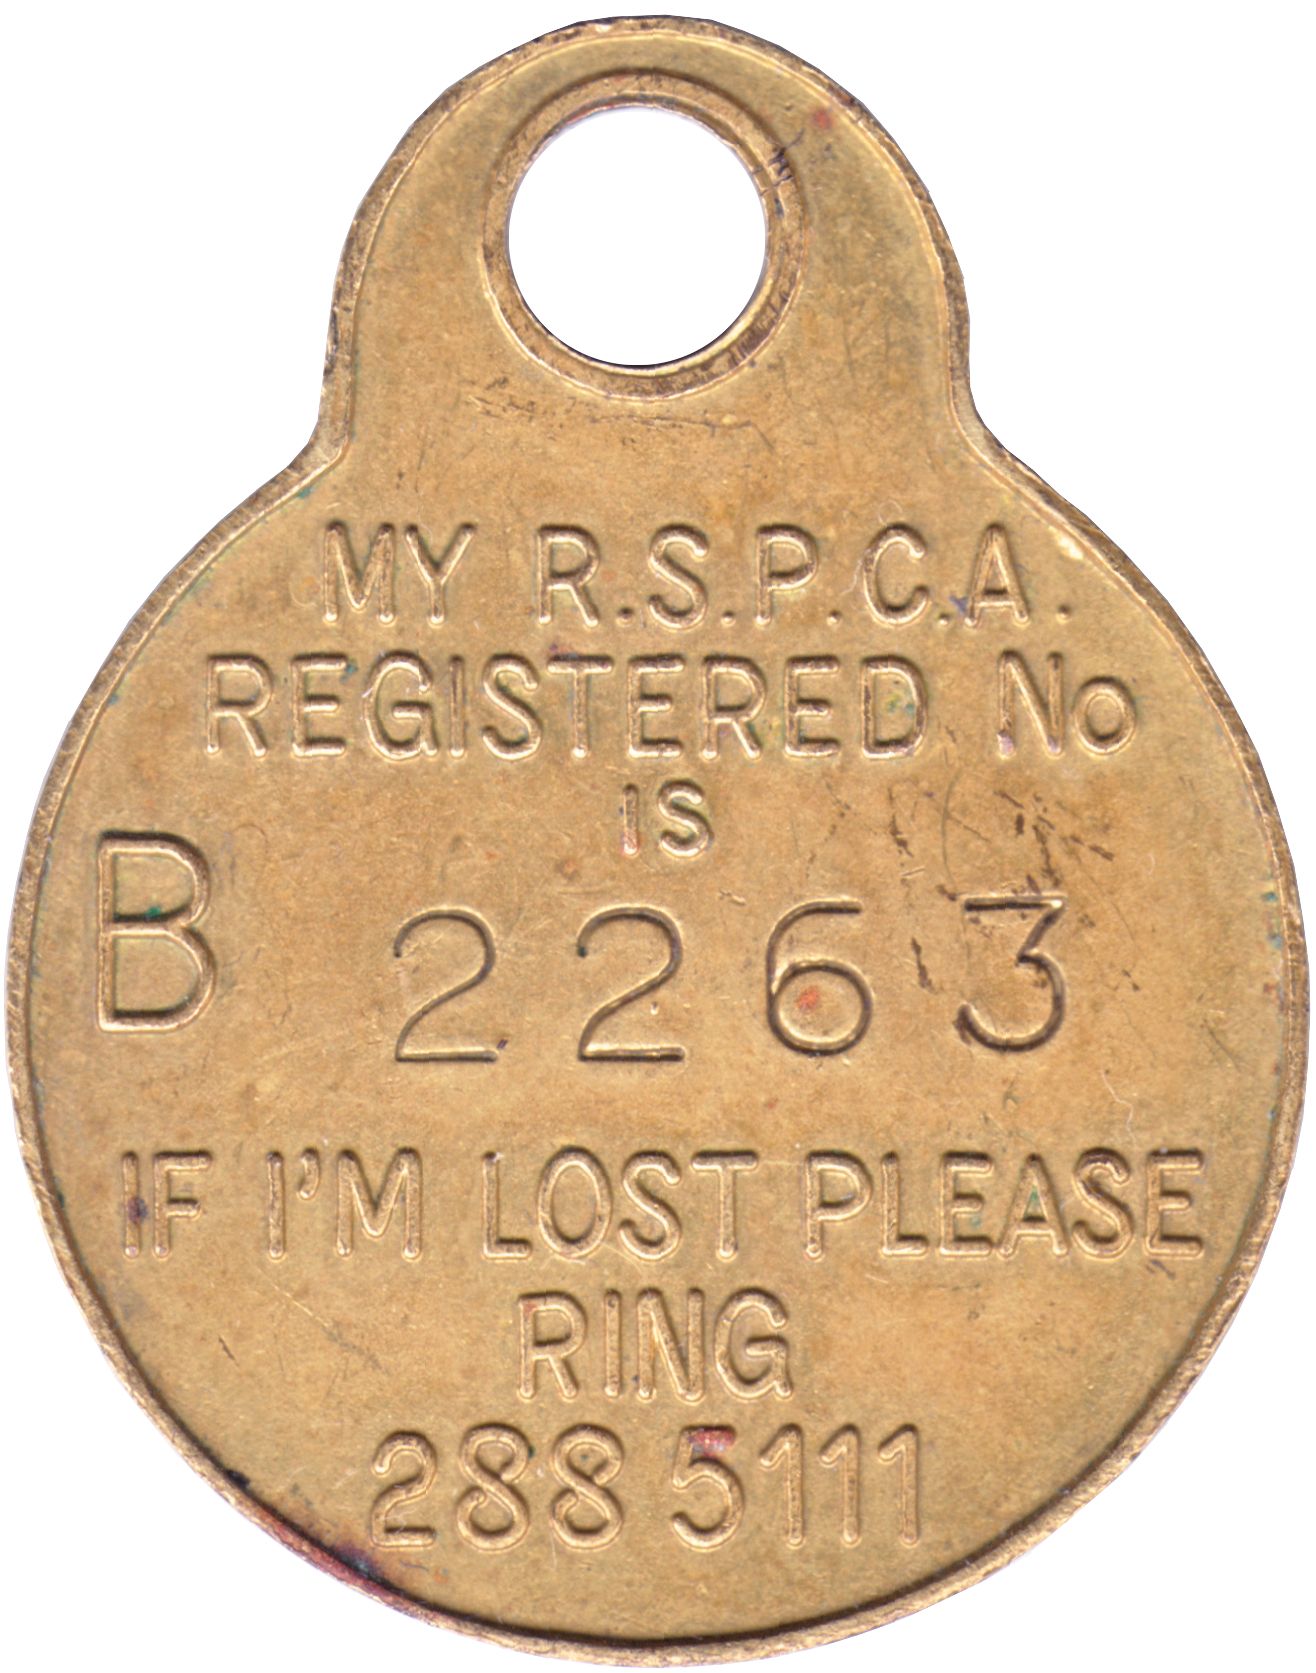 MY R.S.P.C.A.
REGISTERED No
IS
B 2263
IF I'M LOST PLEASE
RING
288 5111